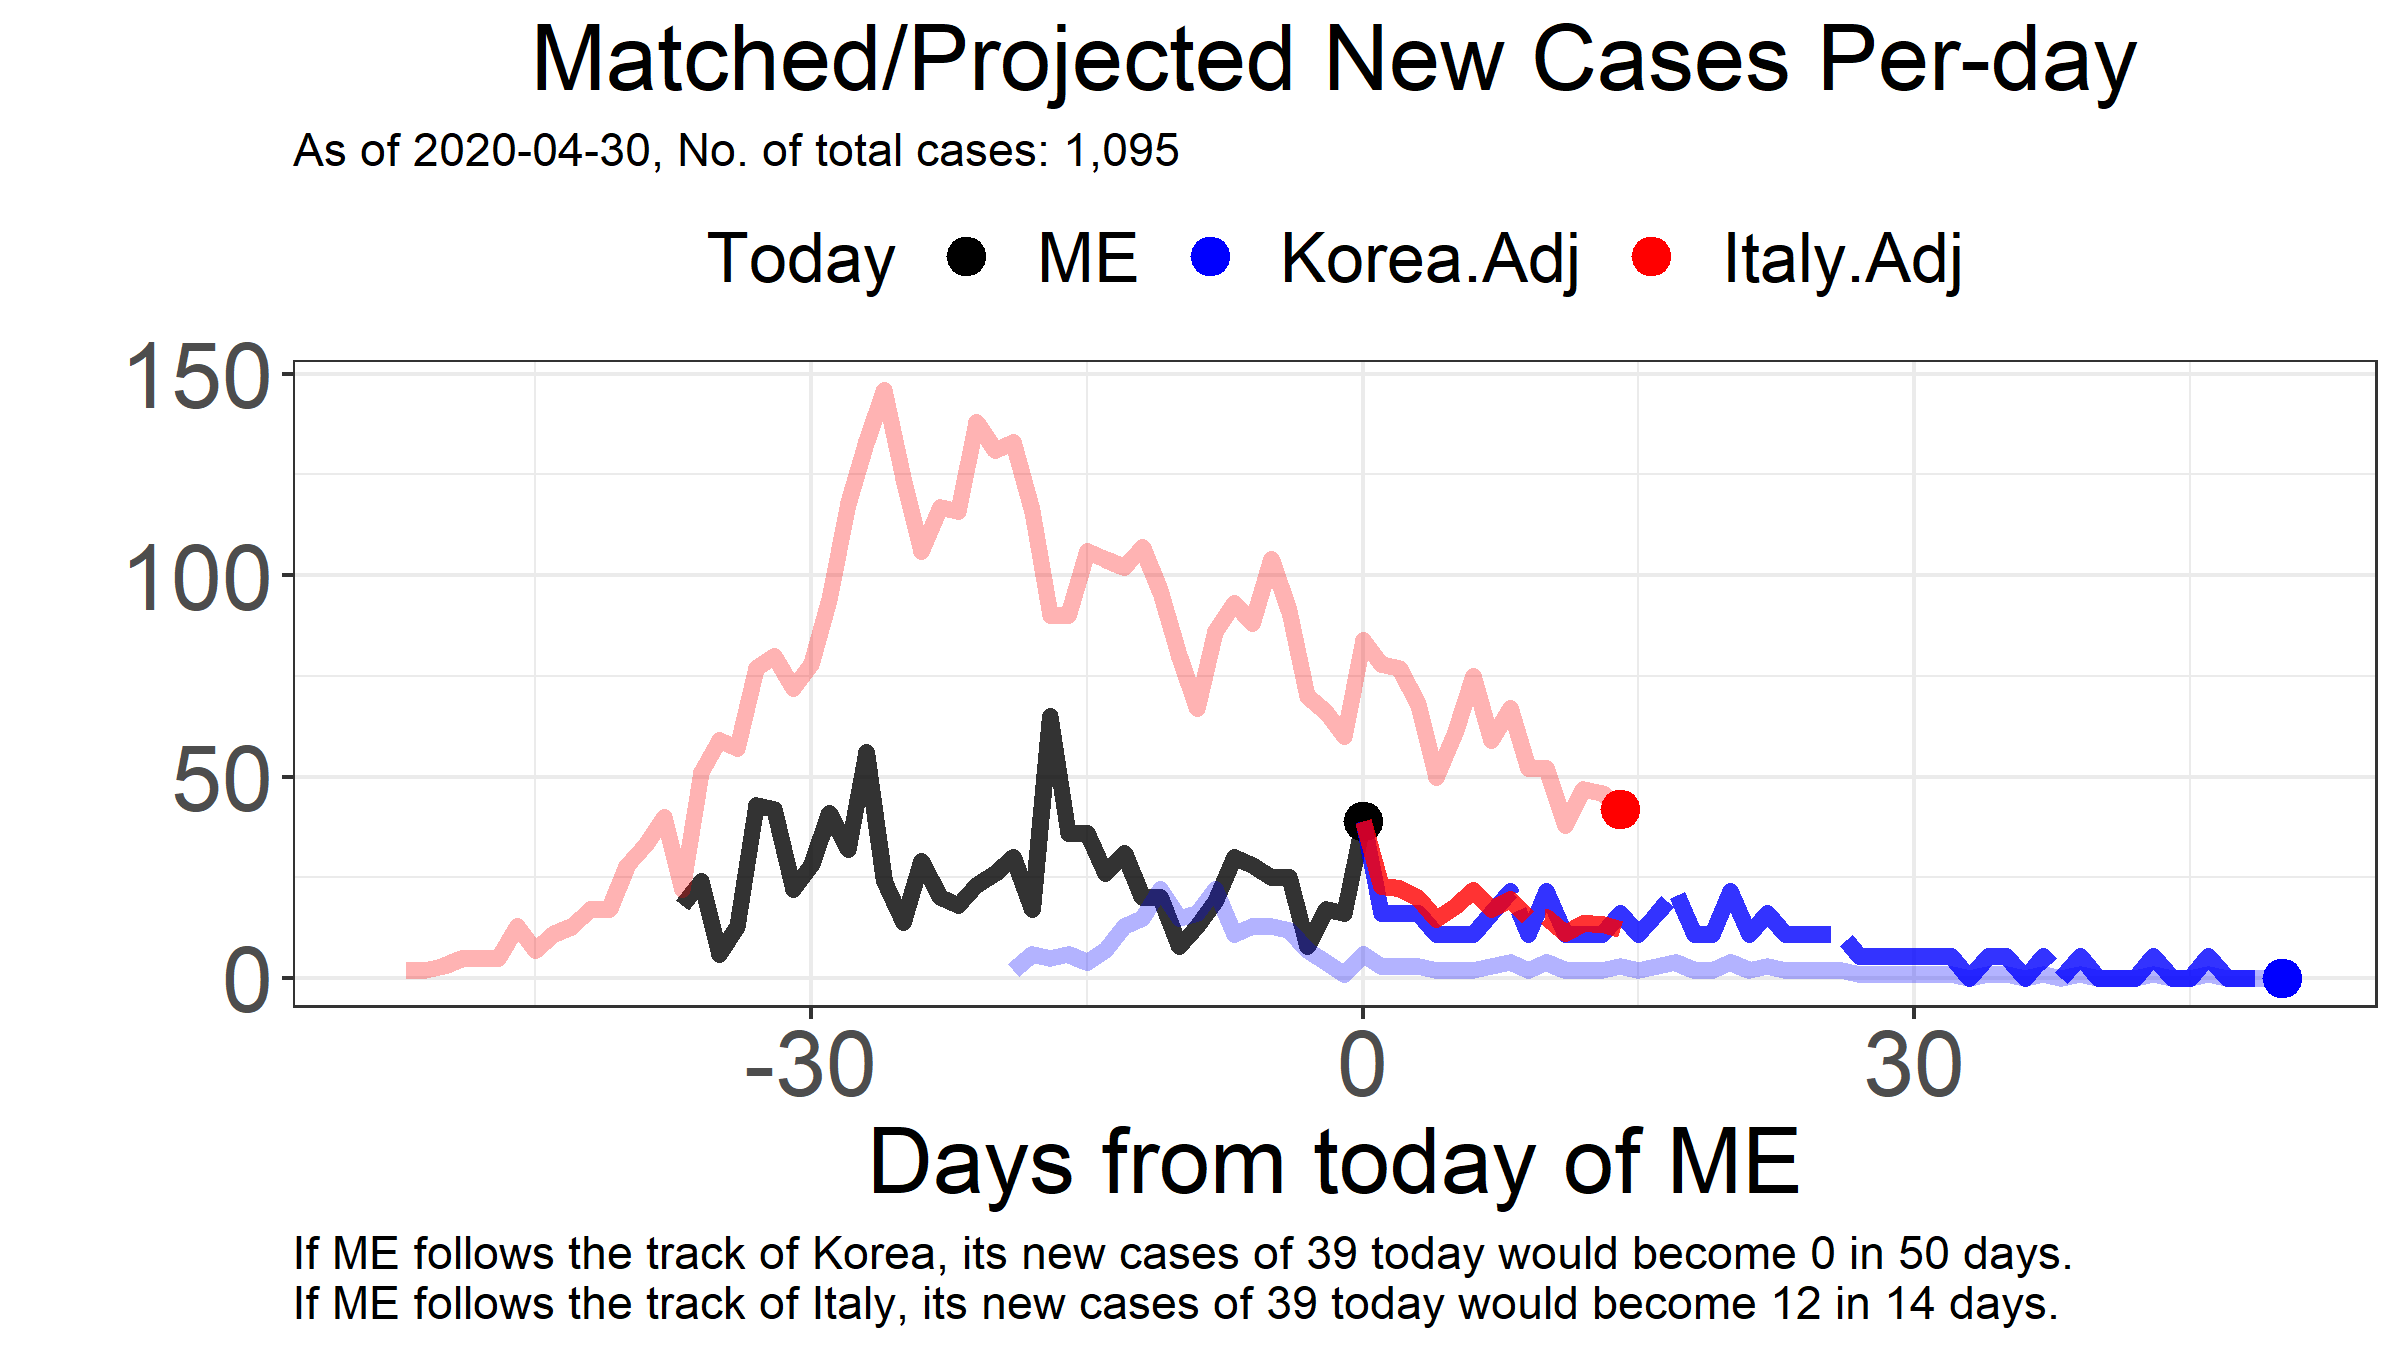 Matched/Projected New Cases Per-day
As of 2020-04-30, No. of total cases: 1,095
Today ME Korea.Adj Italy.Adj
150
100
50
0
-30 0 30
Days from today of ME
If ME follows the track of Korea, its new cases of 39 today would become 0 in 50 days.
If ME follows the track of Italy, its new cases of 39 today would become 12 in 14 days.